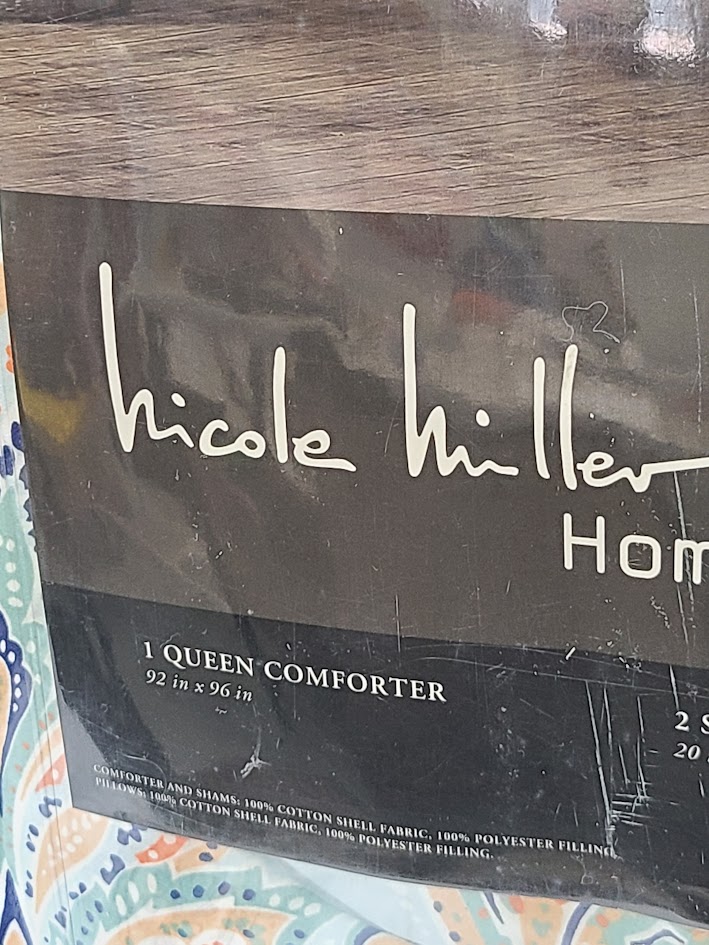 nicole miller
Hom
1 QUEEN COMFORTER
92 in x 96 in
2 S
20
COMFORTER AND SHAMS: 100% COTTON SHELL FABRIC, 100% POLYESTER FILLING.
PILLOWS: 100% COTTON SHELL FABRIC, 100% POLYESTER FILLING.